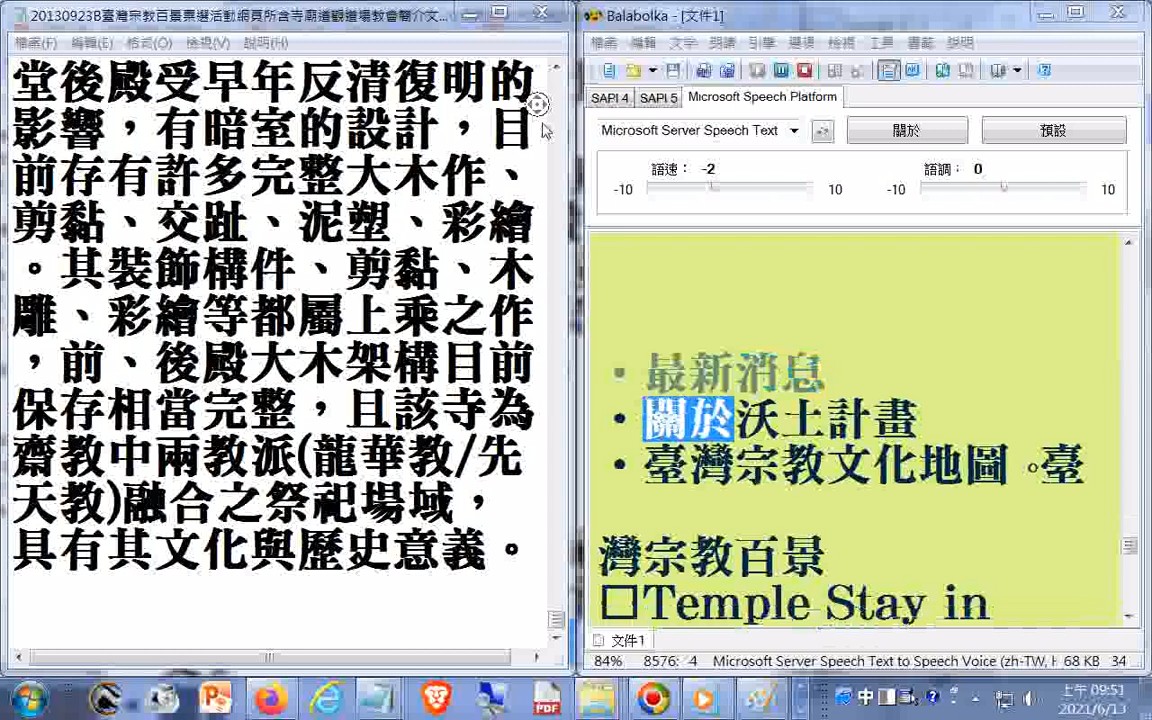 20130923B臺灣宗教百景票選活動網頁所含寺廟道觀道場教會簡介文...
檔案(F) 編輯(E) 格式(O) 檢視(V) 說明(H)
堂後殿受早年反清復明的
影響，有暗室的設計，目
前存有許多完整大木作、
剪黏、交趾、泥塑、彩繪
。其裝飾構件、剪黏、木
雕、彩繪等都屬上乘之作
，前、後殿大木架構目前
保存相當完整，且該寺為
齋教中兩教派(龍華教/先
天教)融合之祭祀場域，
具有其文化與歷史意義。
Balabolka - [文件1]
檔案 編輯 文字 朗讀 引擎 選項 檢視 工具 書籤 說明
SAPI 4 SAPI 5 Microsoft Speech Platform
Microsoft Server Speech Text 關於 預設
語速： -2 語調： 0
-10 10 -10 10
• 最新消息
• 關於沃土計畫
• 臺灣宗教文化地圖。臺
灣宗教百景
□Temple Stay in
文件1
84% 8576: 4 Microsoft Server Speech Text to Speech Voice (zh-TW, H 68 KB 34
中
PDF
上午 09:51
2021/6/13